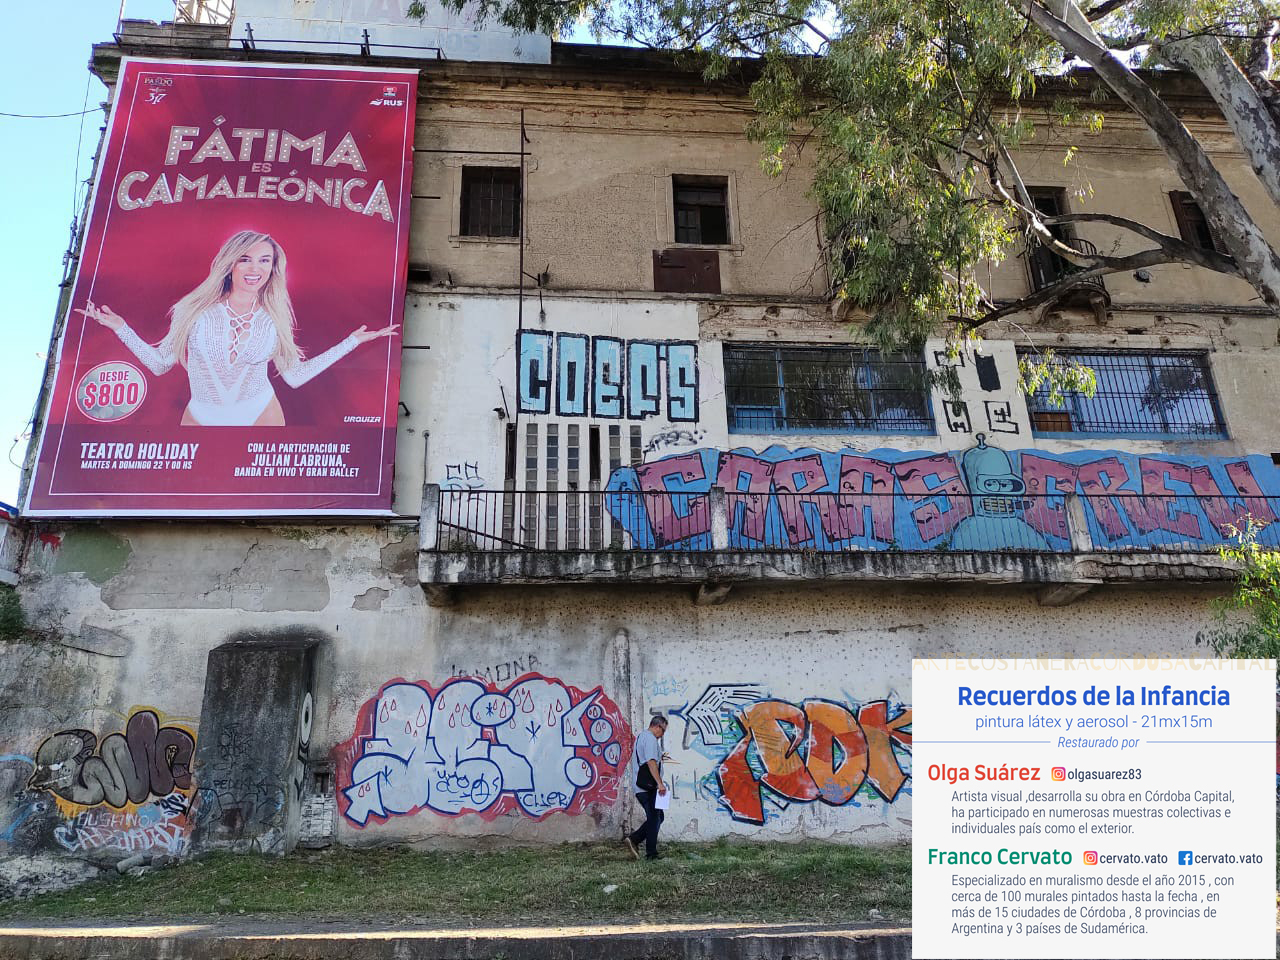 PARDO
317
RUS
FÁTIMA
ES
CAMALEÓNICA
DESDE
$800
URQUIZA
TEATRO HOLIDAY
MARTES A DOMINGO 22 Y 00 HS
CON LA PARTICIPACIÓN DE
JULIAN LABRUNA,
BANDA EN VIVO Y GRAN BALLET
CARAS CREW
RAMONA
CHER
ARTECOSTANERACORDOBACAPITAL
Recuerdos de la Infancia
pintura látex y aerosol - 21mx15m
Restaurado por
Olga Suárez olgasuarez83
Artista visual ,desarrolla su obra en Córdoba Capital,
ha participado en numerosas muestras colectivas e
individuales país como el exterior.
Franco Cervato cervato.vato cervato.vato
Especializado en muralismo desde el año 2015 , con
cerca de 100 murales pintados hasta la fecha , en
más de 15 ciudades de Córdoba , 8 provincias de
Argentina y 3 países de Sudamérica.